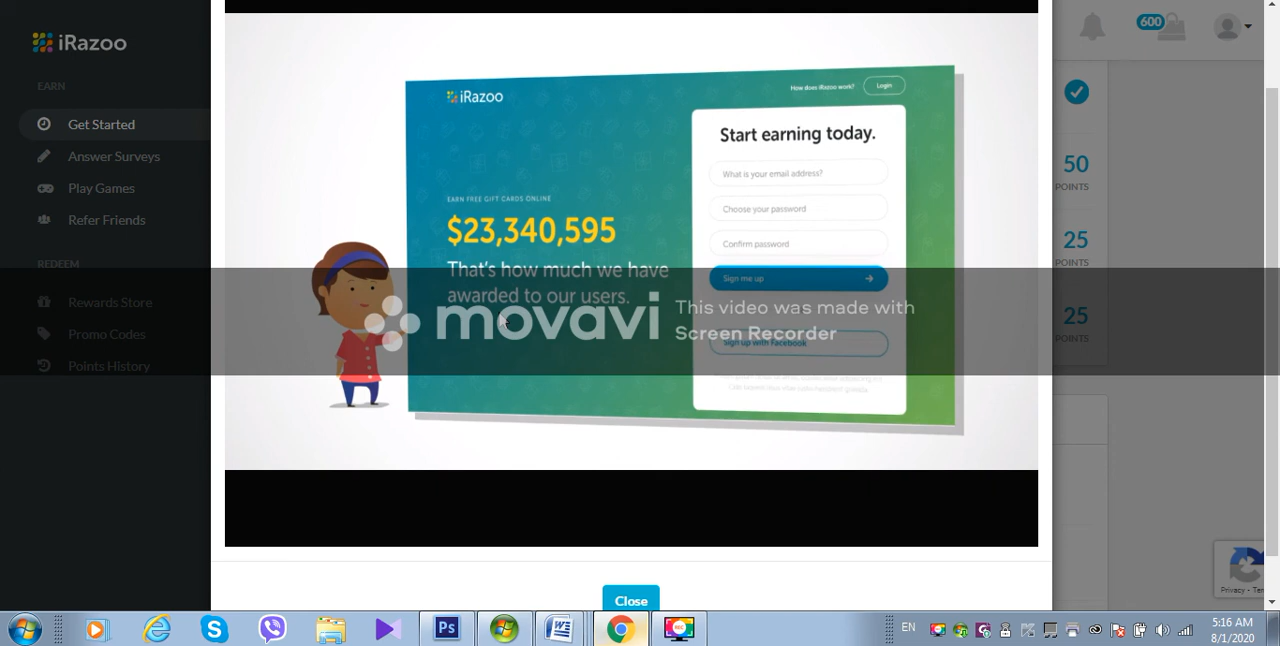 iRazoo
EARN
Get Started
Answer Surveys
Play Games
Refer Friends
REDEEM
Rewards Store
Promo Codes
Points History
iRazoo
How does iRazoo work?
Login
EARN FREE GIFT CARDS ONLINE
$23,340,595
That's how much we have
awarded to our users.
Start earning today.
What is your email address?
Choose your password
Confirm password
Sign me up
Sign up with Facebook
movavi
This video was made with
Screen Recorder
Close
600
50
POINTS
25
POINTS
25
POINTS
Privacy - Ter
Ps
W
REC
EN
5:16 AM
8/1/2020